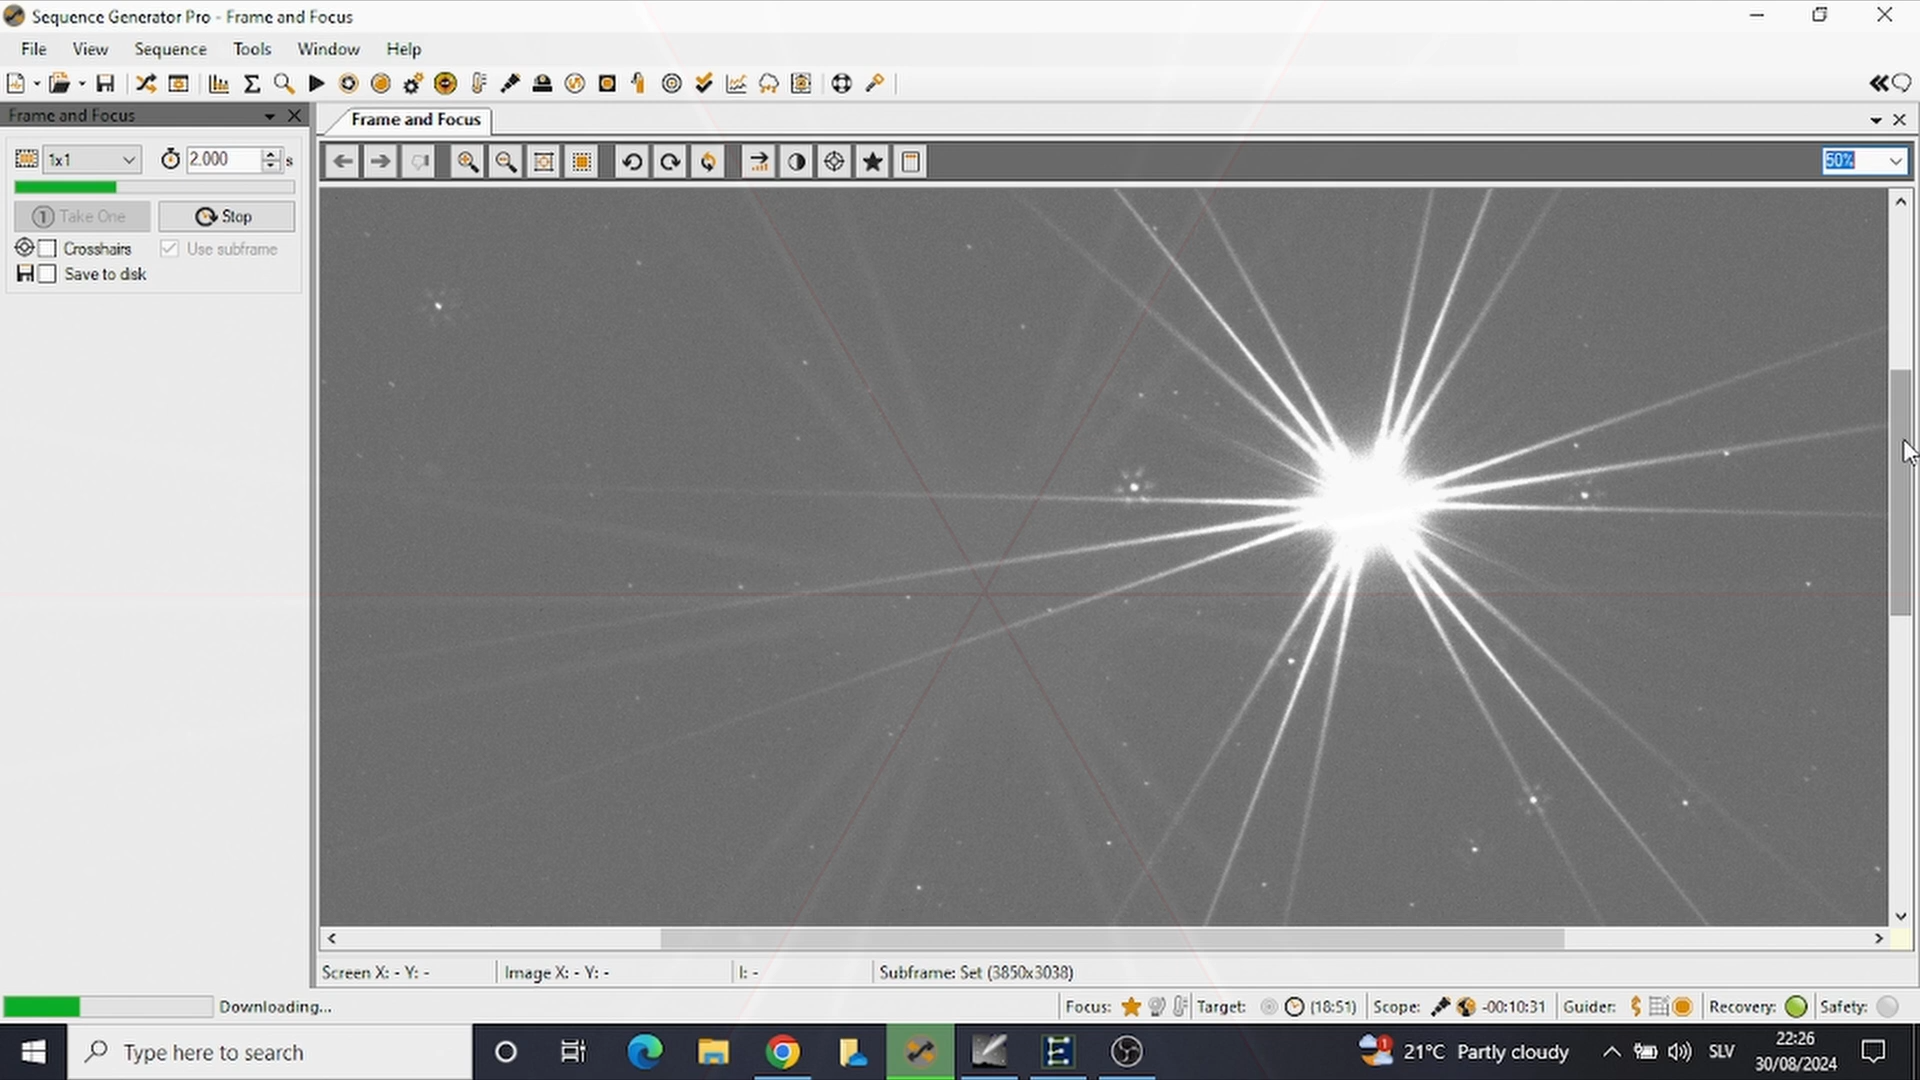 Sequence Generator Pro - Frame and Focus
File View Sequence Tools Window Help
Frame and Focus
Frame and Focus
1x1 2.000 s
50%
Take One Stop
Crosshairs Use subframe
Save to disk
Screen X: - Y: - Image X: - Y: - I: - Subframe: Set (3850x3038)
Downloading... Focus: Target: (18:51) Scope: -00:10:31 Guider: Recovery: Safety:
Type here to search 21°C Partly cloudy SLV 22:26
30/08/2024